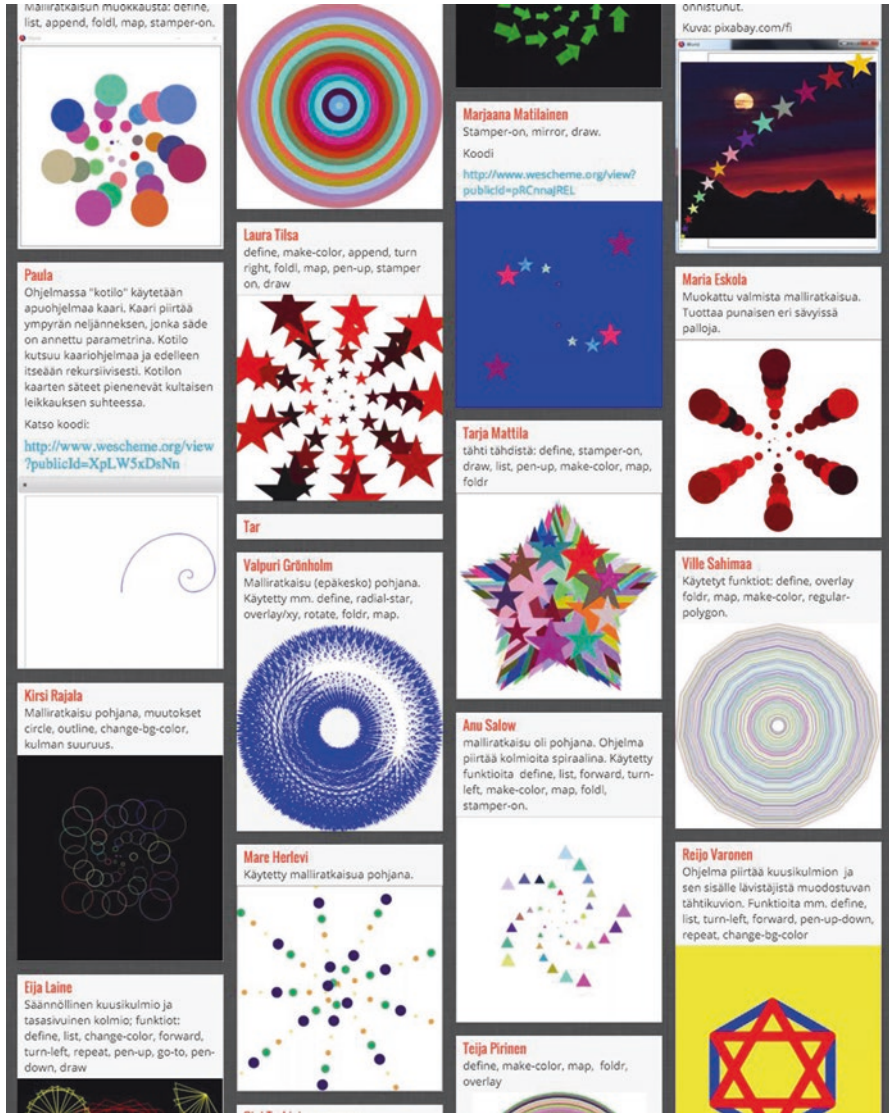 Malliratkaisun muokkausta: define,
list, append, foldl, map, stamper-on.
Paula
Ohjelmassa "kotilo" käytetään
apuohjelmaa kaari. Kaari piirtää
ympyrän neljänneksen, jonka säde
on annettu parametrina. Kotilo
kutsuu kaariohjelmaa ja edelleen
itseään rekursiivisesti. Kotilon
kaarten säteet pienenevät kultaisen
leikkauksen suhteessa.
Katso koodi:
http://www.wescheme.org/view
?publicId=XpLW5xDsNn
Kirsi Rajala
Malliratkaisu pohjana, muutokset
circle, outline, change-bg-color,
kulman suuruus.
Eija Laine
Säännöllinen kuusikulmio ja
tasasivuinen kolmio; funktiot:
define, list, change-color, forward,
turn-left, repeat, pen-up, go-to, pen-
down, draw
Laura Tilsa
define, make-color, append, turn
right, foldl, map, pen-up, stamper
on, draw
Tar
Valpuri Grönholm
Malliratkaisu (epäkesko) pohjana.
Käytetty mm. define, radial-star,
overlay/xy, rotate, foldr, map.
Mare Herlevi
Käytetty malliratkaisua pohjana.
Marjaana Matilainen
Stamper-on, mirror, draw.
Koodi
http://www.wescheme.org/view?
publicId=pRCnnaJREL
Tarja Mattila
tähti tähdistä: define, stamper-on,
draw, list, pen-up, make-color, map,
foldr
Anu Salow
malliratkaisu oli pohjana. Ohjelma
piirtää kolmioita spiraalina. Käytetty
funktioita define, list, forward, turn-
left, make-color, map, foldl,
stamper-on.
Teija Pirinen
define, make-color, map, foldr,
overlay
onnistunut.
Kuva: pixabay.com/fi
Maria Eskola
Muokattu valmista malliratkaisua.
Tuottaa punaisen eri sävyissä
palloja.
Ville Sahimaa
Käytetyt funktiot: define, overlay
foldr, map, make-color, regular-
polygon.
Reijo Varonen
Ohjelma piirtää kuusikulmion ja
sen sisälle lävistäjistä muodostuvan
tähtikuvion. Funktioita mm. define,
list, turn-left, forward, pen-up-down,
repeat, change-bg-color